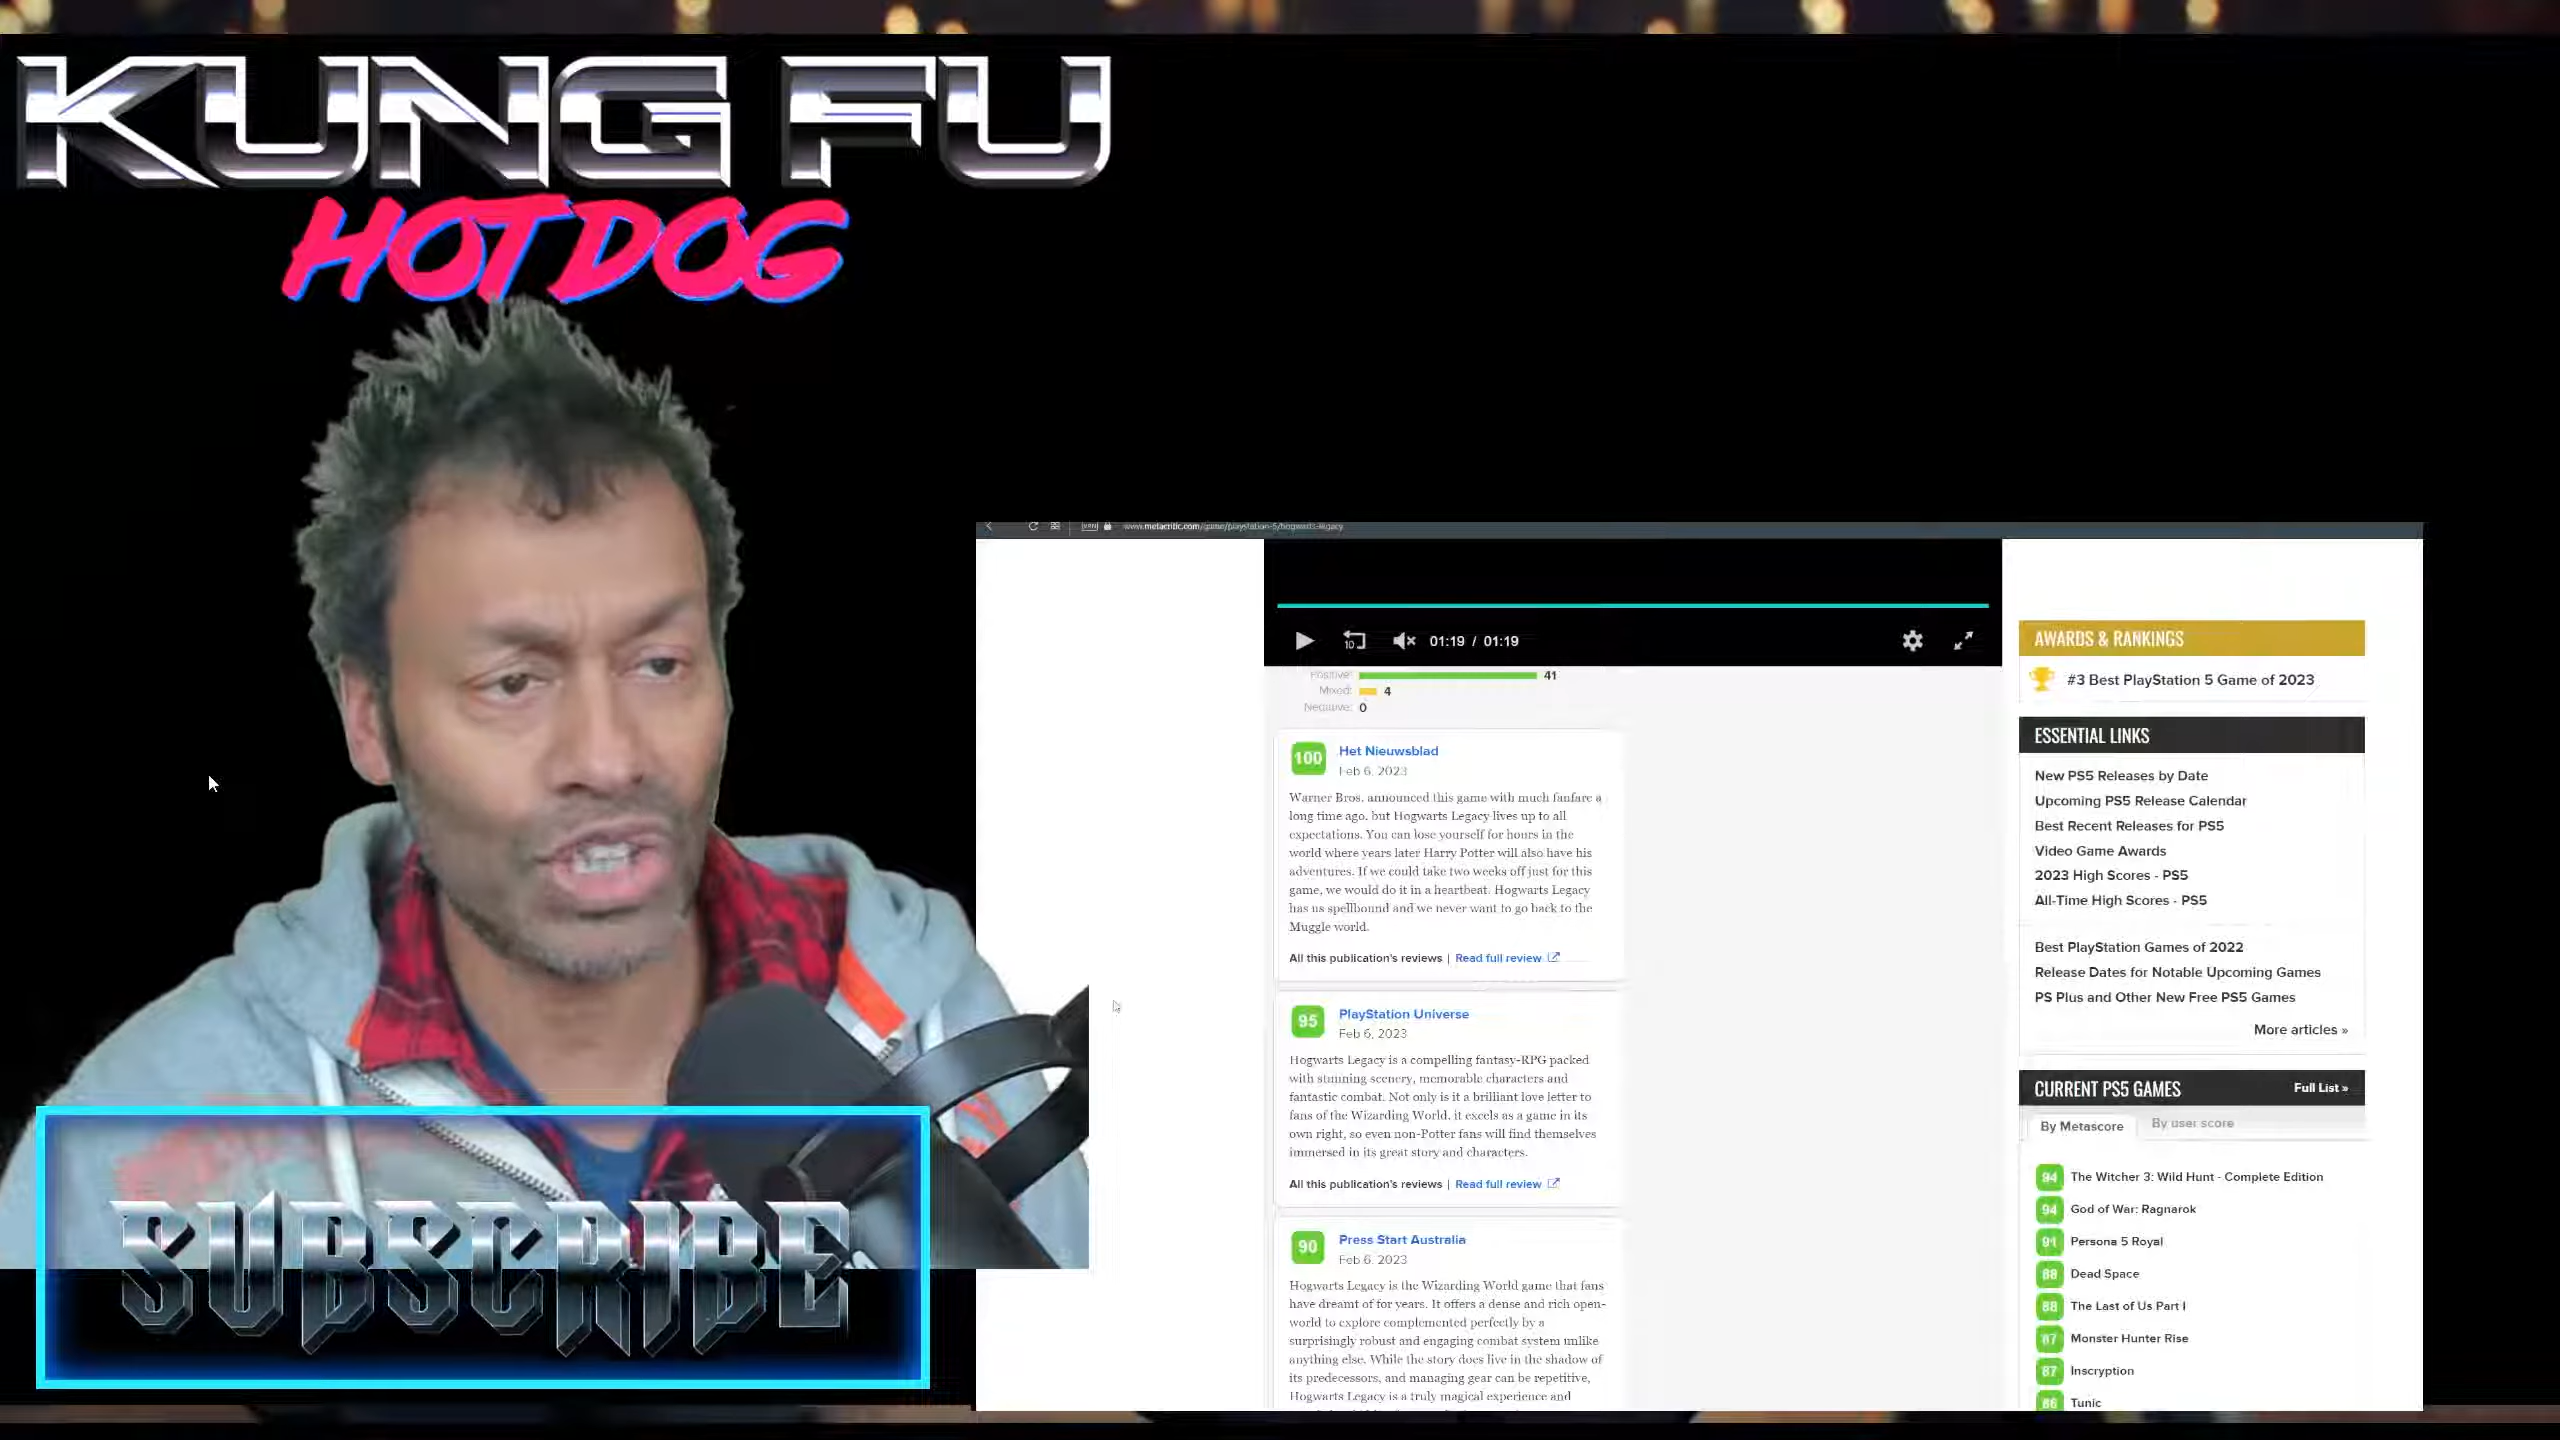 KUNG FU
HOTDOG
SUBSCRIBE
www.metacritic.com/game/playstation-5/hogwarts-legacy
10
01:19 / 01:19
Positive: 41
Mixed: 4
Negative: 0
100
Het Nieuwsblad
Feb 6, 2023
Warner Bros. announced this game with much fanfare a
long time ago, but Hogwarts Legacy lives up to all
expectations. You can lose yourself for hours in the
world where years later Harry Potter will also have his
adventures. If we could take two weeks off just for this
game, we would do it in a heartbeat. Hogwarts Legacy
has us spellbound and we never want to go back to the
Muggle world.
All this publication's reviews | Read full review
95
PlayStation Universe
Feb 6, 2023
Hogwarts Legacy is a compelling fantasy-RPG packed
with stunning scenery, memorable characters and
fantastic combat. Not only is it a brilliant love letter to
fans of the Wizarding World, it excels as a game in its
own right, so even non-Potter fans will find themselves
immersed in its great story and characters.
All this publication's reviews | Read full review
90
Press Start Australia
Feb 6, 2023
Hogwarts Legacy is the Wizarding World game that fans
have dreamt of for years. It offers a dense and rich open-
world to explore complemented perfectly by a
surprisingly robust and engaging combat system unlike
anything else. While the story does live in the shadow of
its predecessors, and managing gear can be repetitive,
Hogwarts Legacy is a truly magical experience and
AWARDS & RANKINGS
#3 Best PlayStation 5 Game of 2023
ESSENTIAL LINKS
New PS5 Releases by Date
Upcoming PS5 Release Calendar
Best Recent Releases for PS5
Video Game Awards
2023 High Scores - PS5
All-Time High Scores - PS5
Best PlayStation Games of 2022
Release Dates for Notable Upcoming Games
PS Plus and Other New Free PS5 Games
More articles »
CURRENT PS5 GAMES Full List »
By Metascore By user score
94 The Witcher 3: Wild Hunt - Complete Edition
94 God of War: Ragnarok
91 Persona 5 Royal
88 Dead Space
88 The Last of Us Part I
87 Monster Hunter Rise
87 Inscryption
86 Tunic